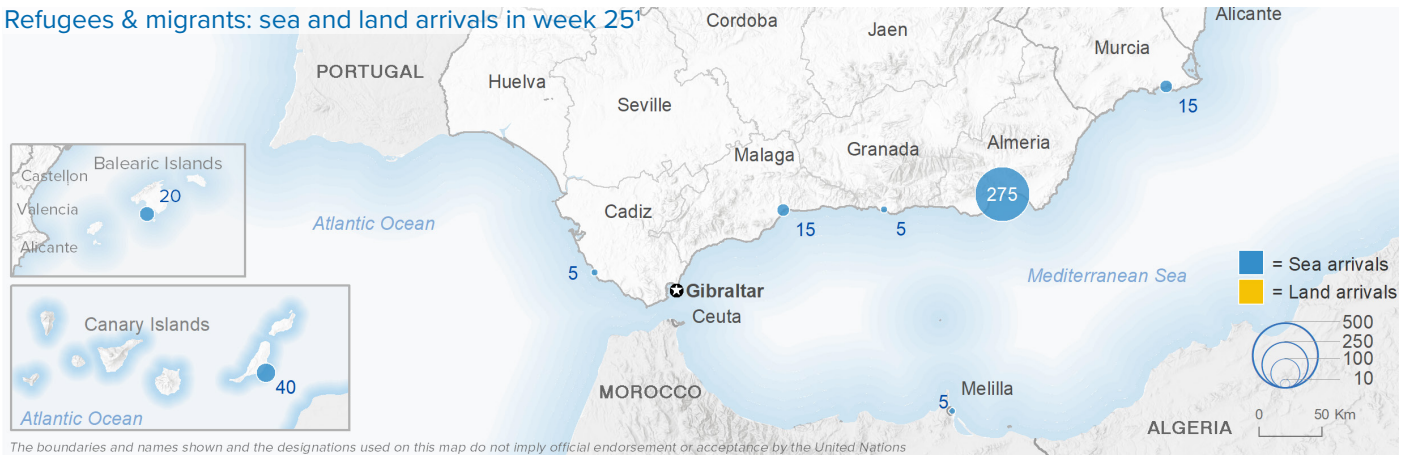 Refugees & migrants: sea and land arrivals in week 25¹
Cordoba
Alicante
Jaen
Murcia
PORTUGAL
Huelva
Seville
15
Almeria
Granada
Malaga
Balearic Islands
Castellon
20
Valencia
275
Cadiz
Atlantic Ocean
15
5
Alicante
= Sea arrivals
5
Mediterranean Sea
Gibraltar
= Land arrivals
Ceuta
Canary Islands
500
250
100
10
40
MOROCCO
Melilla
5
0 50 Km
Atlantic Ocean
ALGERIA
The boundaries and names shown and the designations used on this map do not imply official endorsement or acceptance by the United Nations